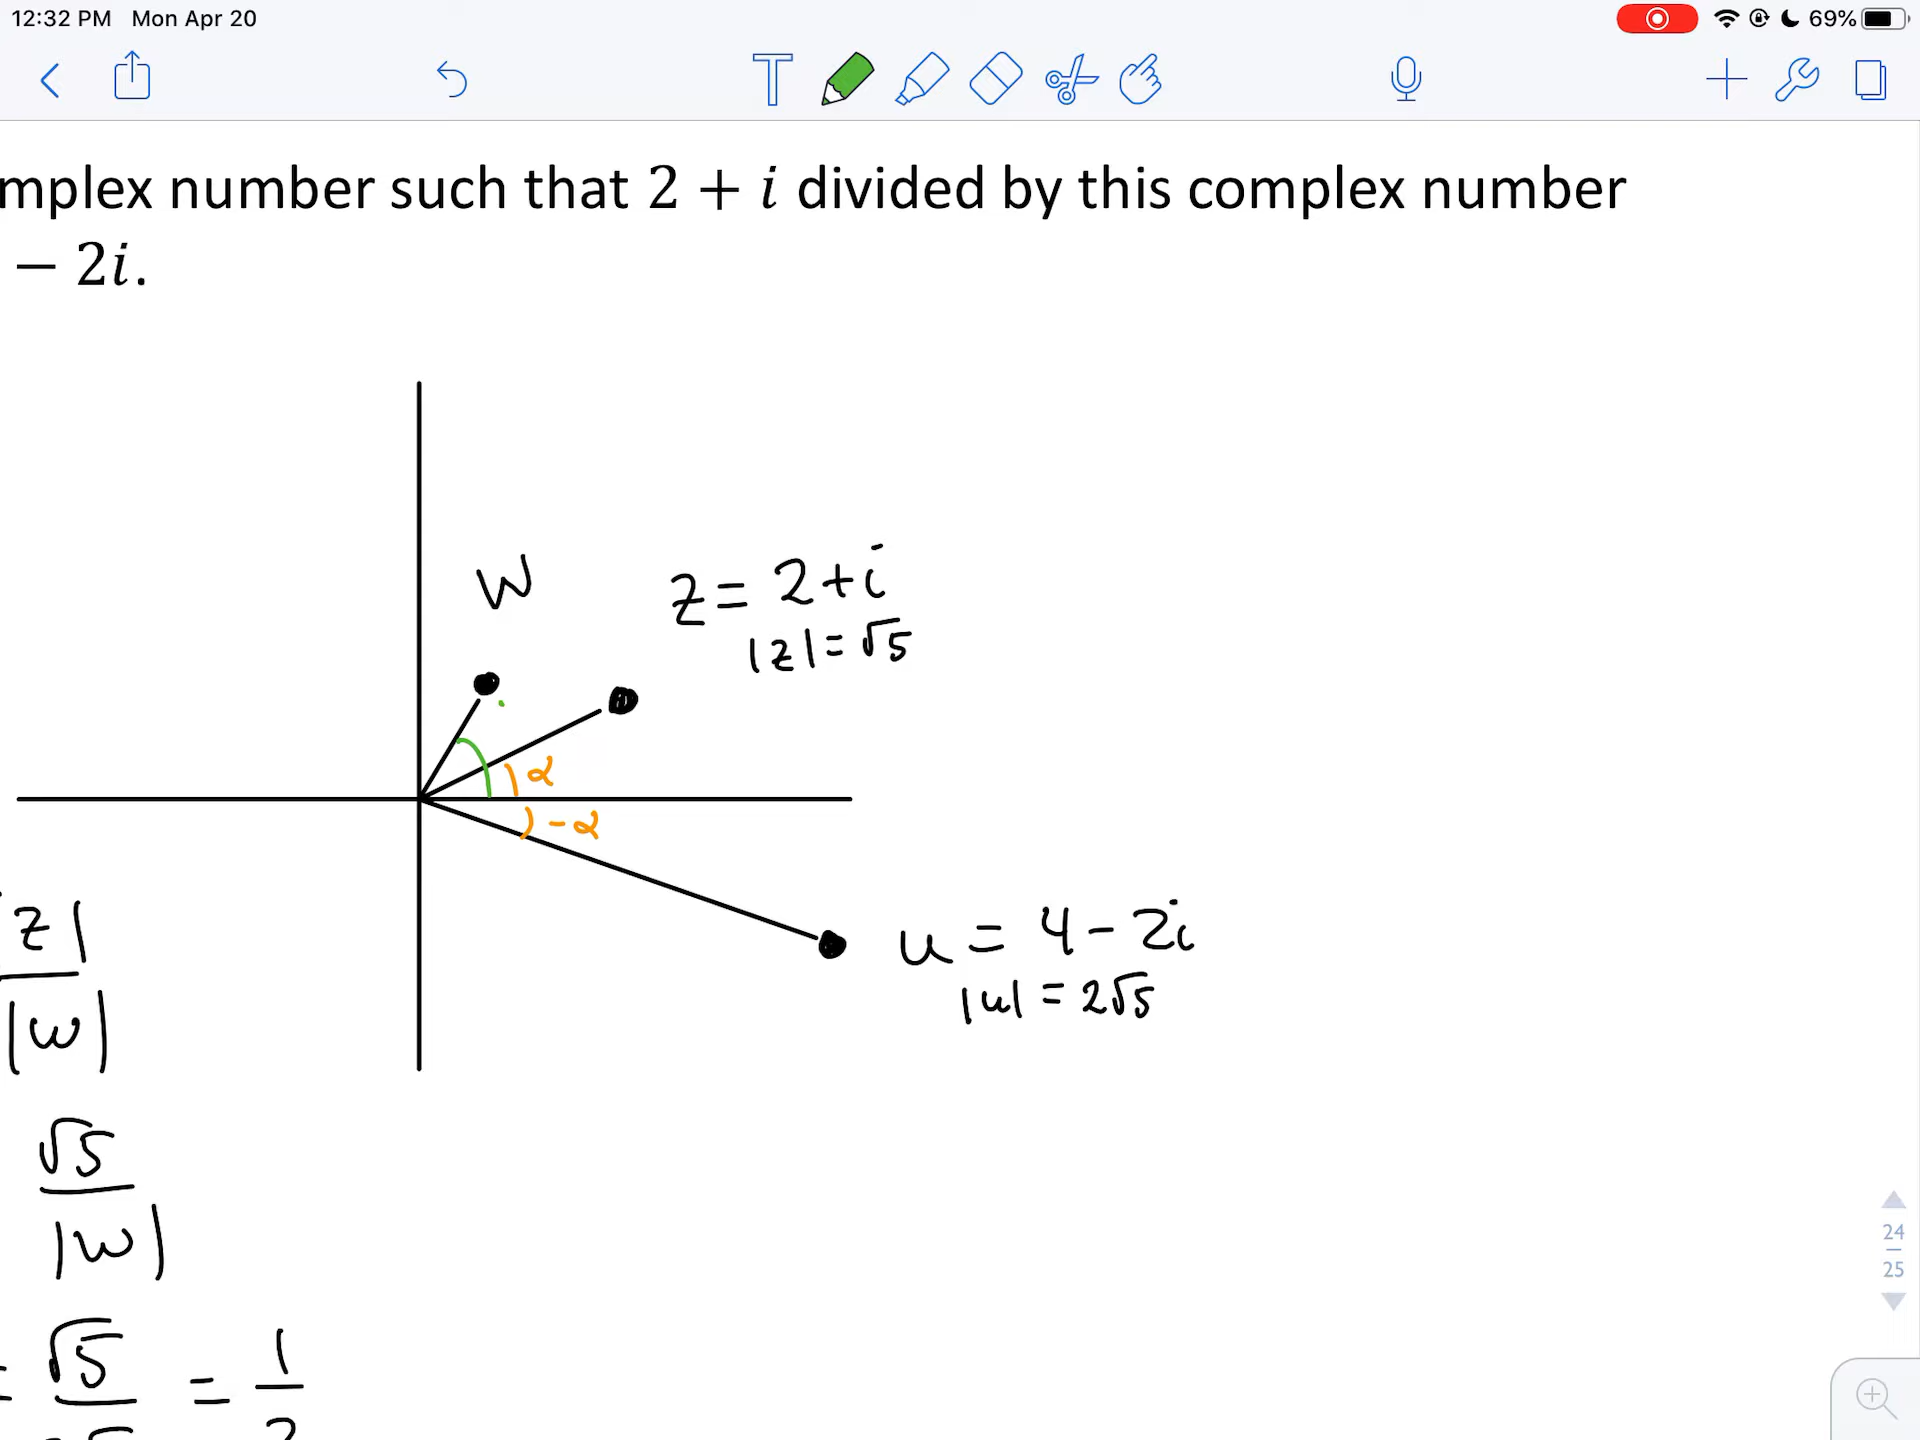 12:32 PM Mon Apr 20
69%
T
mplex number such that 2 + i divided by this complex number
− 2i.
w
z = 2+i
|z| = √5
α
-α
u = 4 - 2i
|u| = 2√5
z|
|w|
√5
|w|
= √5 = 1
24
25